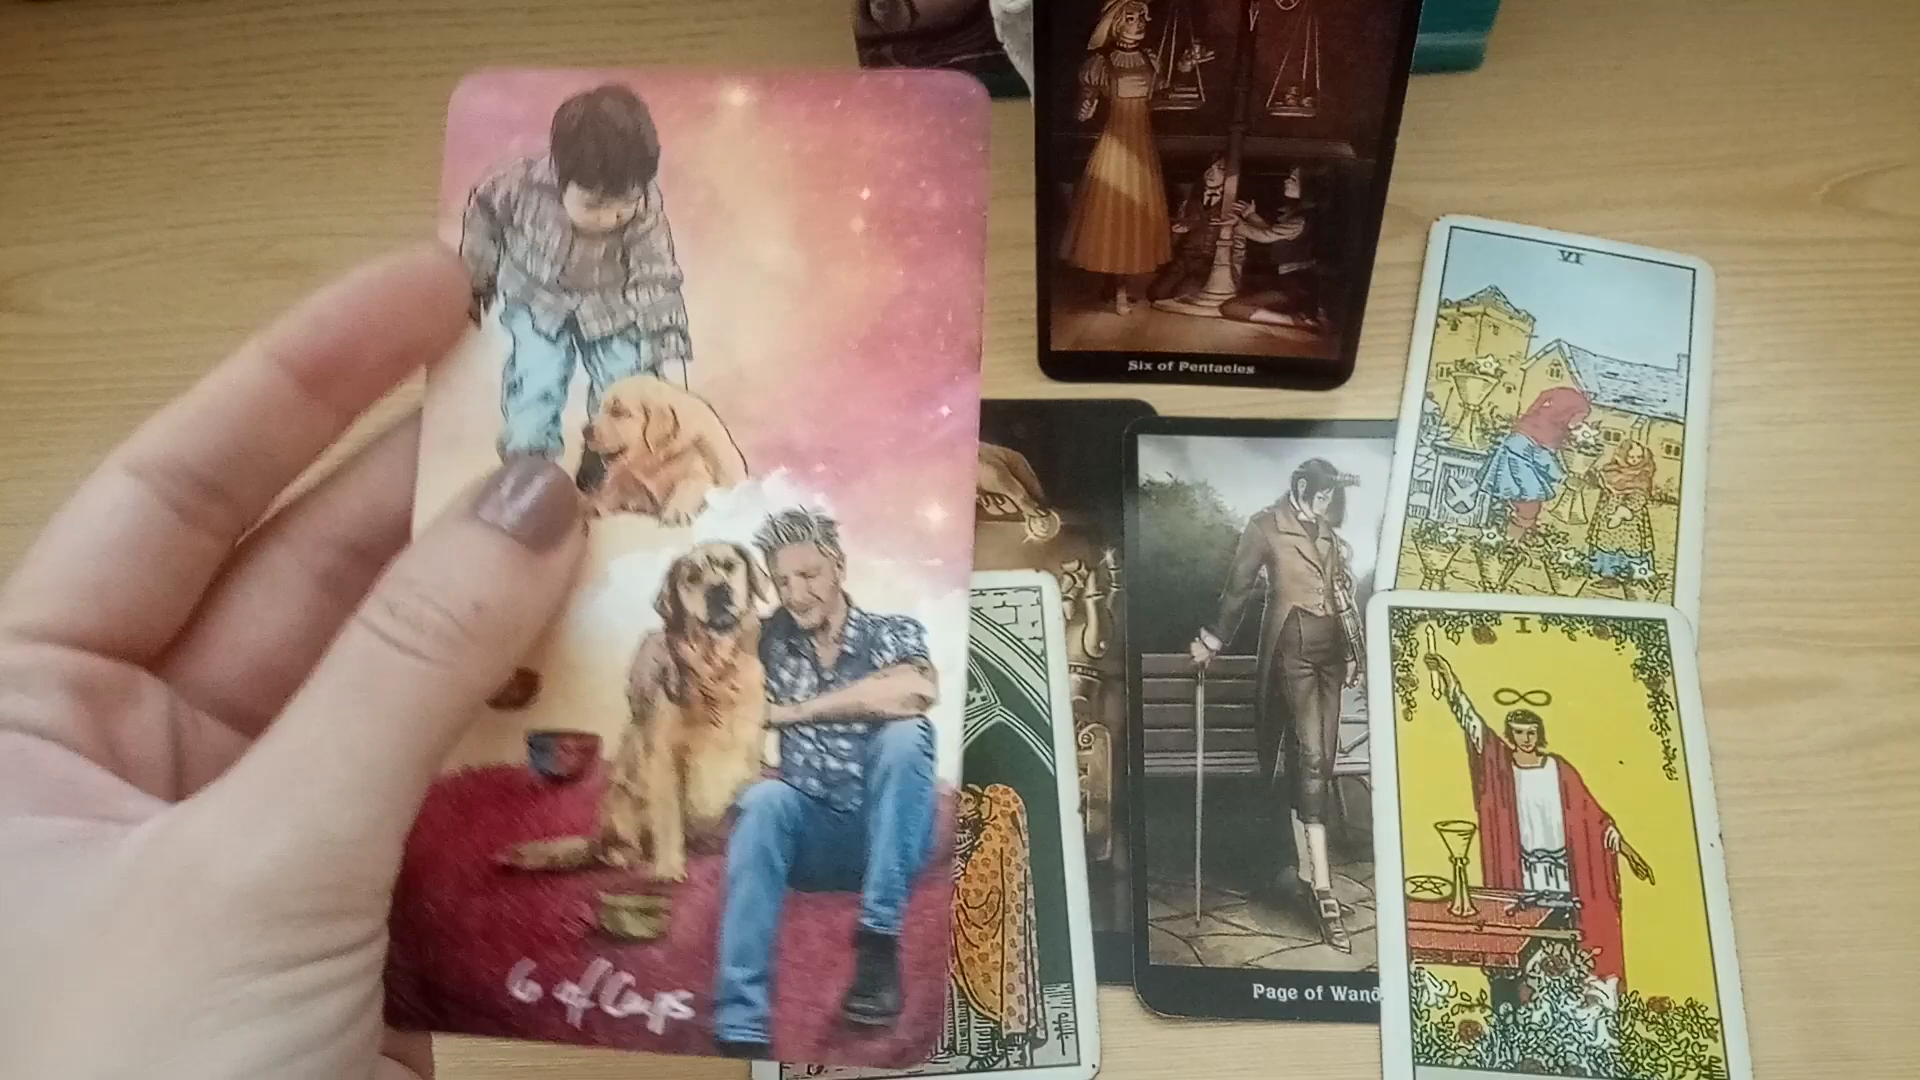 Six of Pentacles
VI
6 of Cups
I
Page of Wand